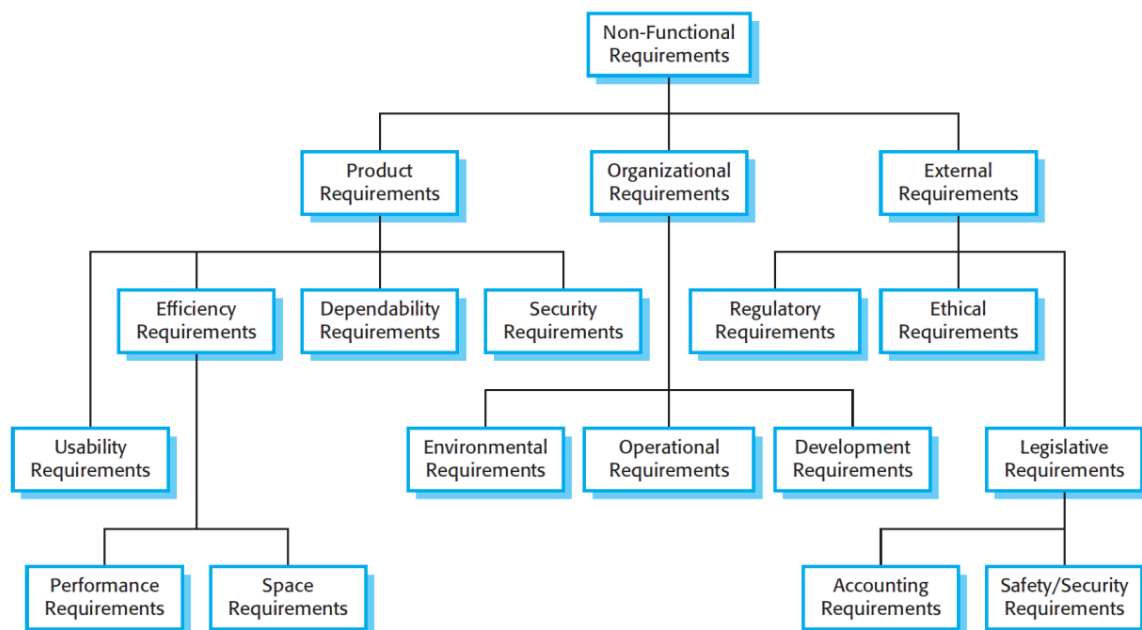 Non-Functional
Requirements
Product
Requirements
Organizational
Requirements
External
Requirements
Efficiency
Requirements
Dependability
Requirements
Security
Requirements
Regulatory
Requirements
Ethical
Requirements
Usability
Requirements
Environmental
Requirements
Operational
Requirements
Development
Requirements
Legislative
Requirements
Performance
Requirements
Space
Requirements
Accounting
Requirements
Safety/Security
Requirements